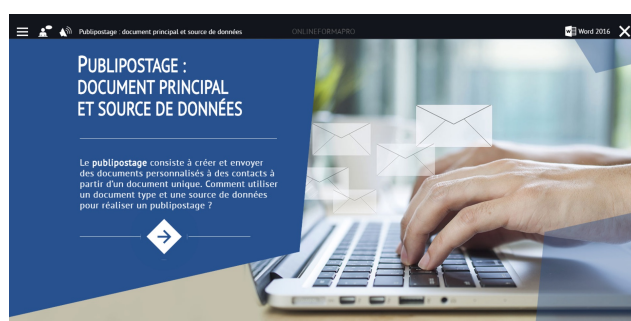 Publipostage : document principal et source de données
ONLINEFORMAPRO
Word 2016
PUBLIPOSTAGE :
DOCUMENT PRINCIPAL
ET SOURCE DE DONNÉES
Le publipostage consiste à créer et envoyer
des documents personnalisés à des contacts à
partir d'un document unique. Comment utiliser
un document type et une source de données
pour réaliser un publipostage ?